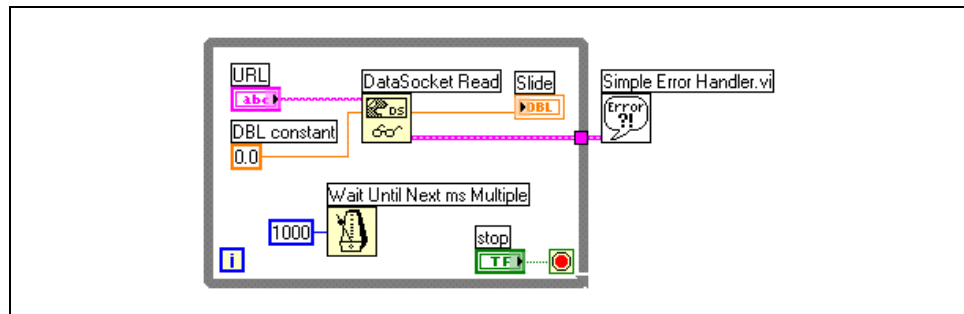 URL
abc
DataSocket Read
DS
Slide
DBL
Simple Error Handler.vi
Error
?!
DBL constant
0.0
Wait Until Next ms Multiple
1000
stop
TF
i